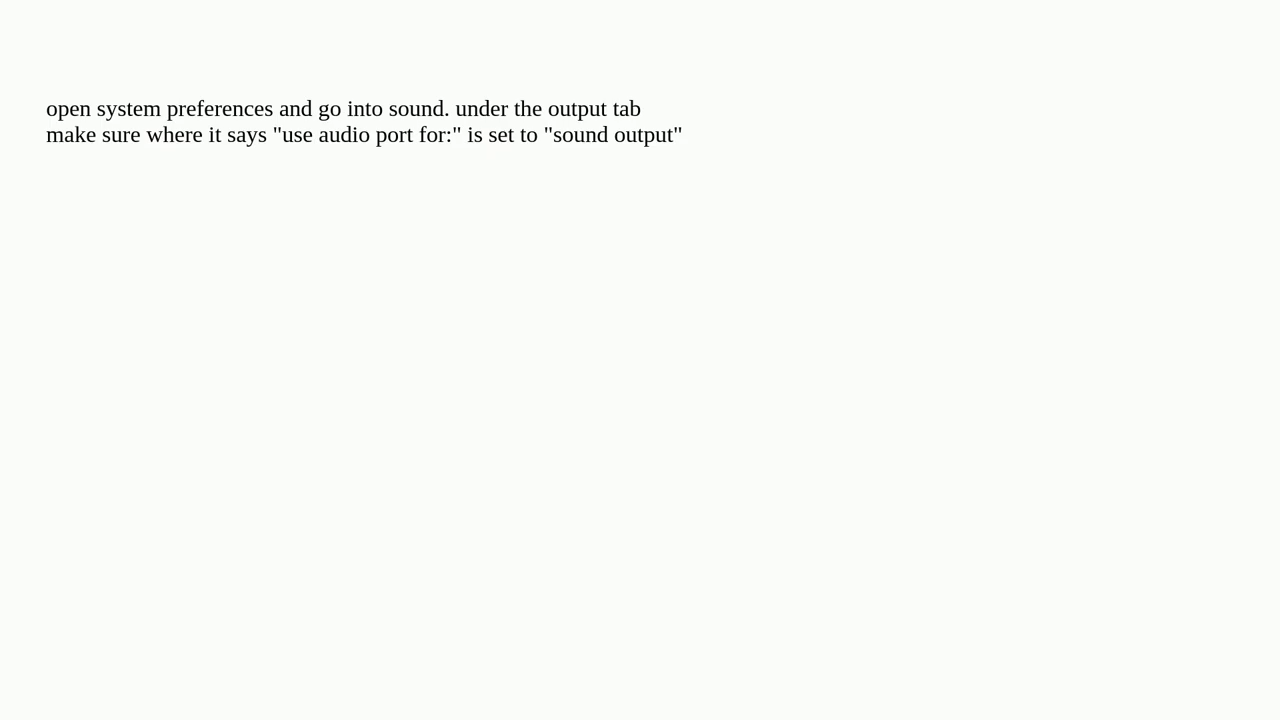 open system preferences and go into sound. under the output tab
make sure where it says "use audio port for:" is set to "sound output"